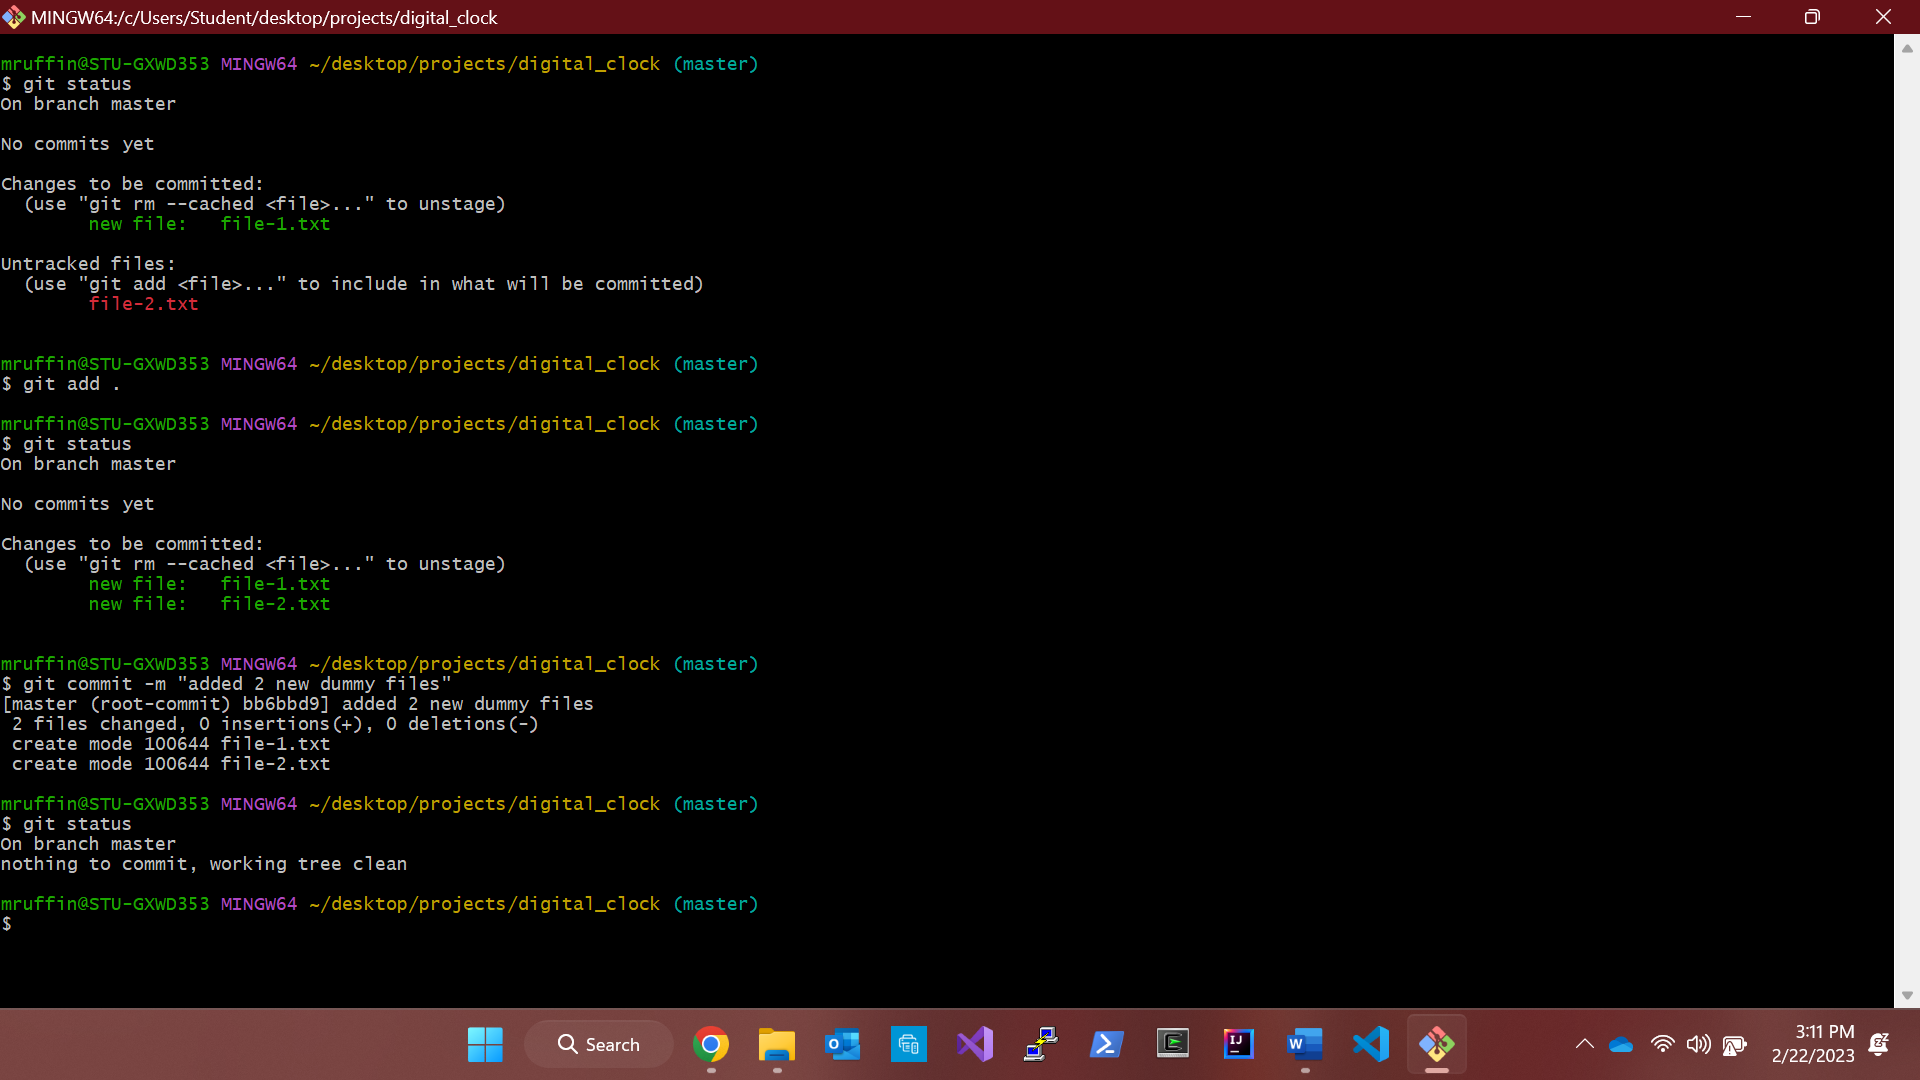 MINGW64:/c/Users/Student/desktop/projects/digital_clock
mruffin@STU-GXWD353 MINGW64 ~/desktop/projects/digital_clock (master)
$ git status
On branch master
No commits yet
Changes to be committed:
  (use "git rm --cached <file>..." to unstage)
        new file:   file-1.txt
Untracked files:
  (use "git add <file>..." to include in what will be committed)
        file-2.txt
mruffin@STU-GXWD353 MINGW64 ~/desktop/projects/digital_clock (master)
$ git add .
mruffin@STU-GXWD353 MINGW64 ~/desktop/projects/digital_clock (master)
$ git status
On branch master
No commits yet
Changes to be committed:
  (use "git rm --cached <file>..." to unstage)
        new file:   file-1.txt
        new file:   file-2.txt
mruffin@STU-GXWD353 MINGW64 ~/desktop/projects/digital_clock (master)
$ git commit -m "added 2 new dummy files"
[master (root-commit) bb6bbd9] added 2 new dummy files
 2 files changed, 0 insertions(+), 0 deletions(-)
 create mode 100644 file-1.txt
 create mode 100644 file-2.txt
mruffin@STU-GXWD353 MINGW64 ~/desktop/projects/digital_clock (master)
$ git status
On branch master
nothing to commit, working tree clean
mruffin@STU-GXWD353 MINGW64 ~/desktop/projects/digital_clock (master)
$
Search
3:11 PM
2/22/2023